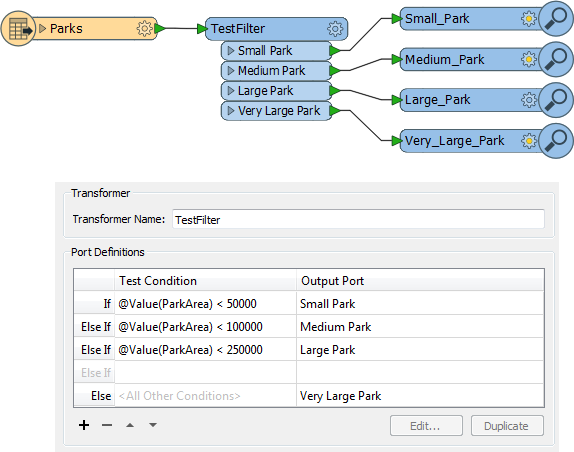 Parks
TestFilter
Small Park
Medium Park
Large Park
Very Large Park
Small_Park
Medium_Park
Large_Park
Very_Large_Park
Transformer
Transformer Name: TestFilter
Port Definitions
Test Condition Output Port
If @Value(ParkArea) < 50000 Small Park
Else If @Value(ParkArea) < 100000 Medium Park
Else If @Value(ParkArea) < 250000 Large Park
Else If
Else <All Other Conditions> Very Large Park
Edit... Duplicate